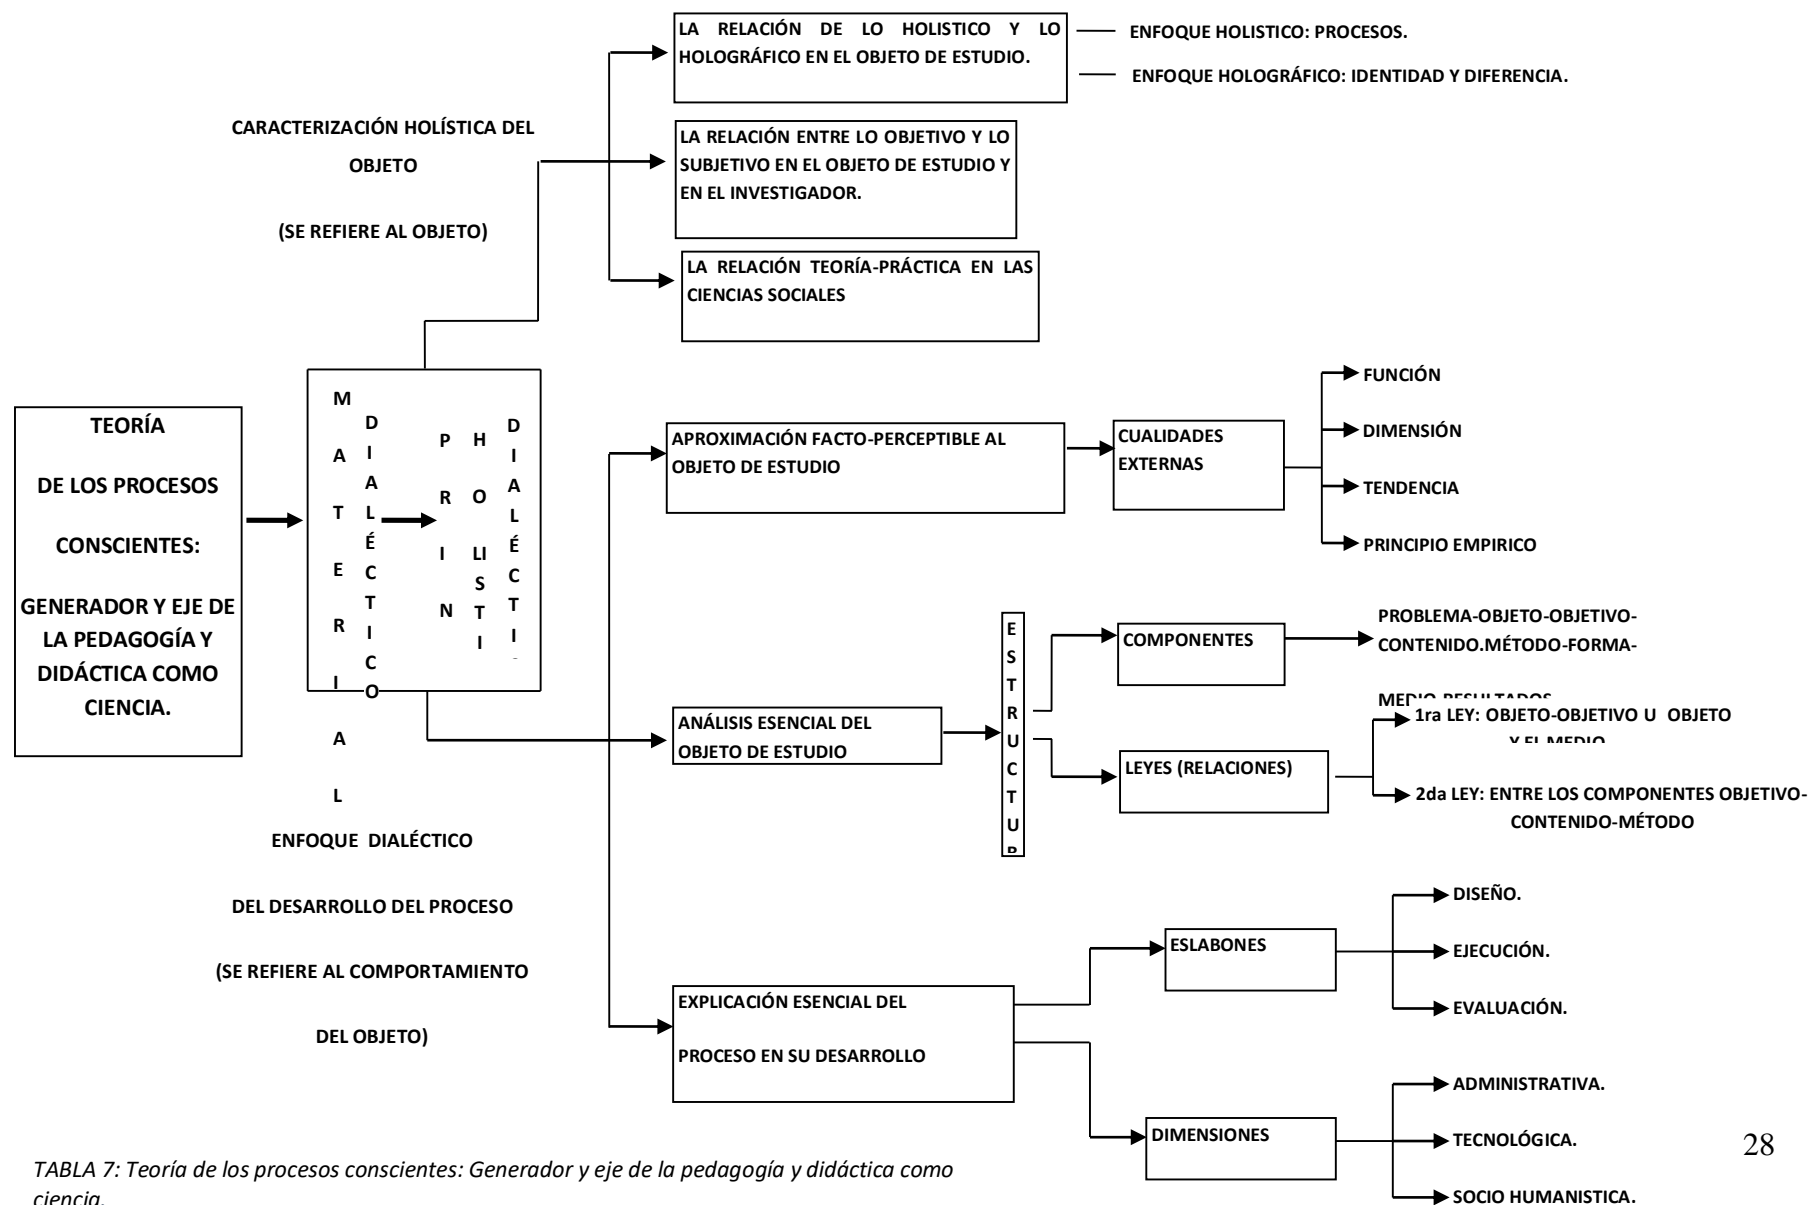 LA RELACIÓN DE LO HOLISTICO Y LO
HOLOGRÁFICO EN EL OBJETO DE ESTUDIO.
ENFOQUE HOLISTICO: PROCESOS.
ENFOQUE HOLOGRÁFICO: IDENTIDAD Y DIFERENCIA.
CARACTERIZACIÓN HOLÍSTICA DEL
OBJETO
(SE REFIERE AL OBJETO)
LA RELACIÓN ENTRE LO OBJETIVO Y LO
SUBJETIVO EN EL OBJETO DE ESTUDIO Y
EN EL INVESTIGADOR.
LA RELACIÓN TEORÍA-PRÁCTICA EN LAS
CIENCIAS SOCIALES
TEORÍA
DE LOS PROCESOS
CONSCIENTES:
GENERADOR Y EJE DE
LA PEDAGOGÍA Y
DIDÁCTICA COMO
CIENCIA.
MATERIAL
DIALÉCTICO
PRIN
HOLISTI
DIALÉCTI
APROXIMACIÓN FACTO-PERCEPTIBLE AL
OBJETO DE ESTUDIO
CUALIDADES
EXTERNAS
FUNCIÓN
DIMENSIÓN
TENDENCIA
PRINCIPIO EMPIRICO
ANÁLISIS ESENCIAL DEL
OBJETO DE ESTUDIO
ESTRUCTUR
COMPONENTES
PROBLEMA-OBJETO-OBJETIVO-
CONTENIDO.MÉTODO-FORMA-
MEDIO-RESULTADOS
LEYES (RELACIONES)
1ra LEY: OBJETO-OBJETIVO U OBJETO
Y EL MEDIO
2da LEY: ENTRE LOS COMPONENTES OBJETIVO-
CONTENIDO-MÉTODO
ENFOQUE DIALÉCTICO
DEL DESARROLLO DEL PROCESO
(SE REFIERE AL COMPORTAMIENTO
DEL OBJETO)
EXPLICACIÓN ESENCIAL DEL
PROCESO EN SU DESARROLLO
ESLABONES
DISEÑO.
EJECUCIÓN.
EVALUACIÓN.
DIMENSIONES
ADMINISTRATIVA.
TECNOLÓGICA.
SOCIO HUMANISTICA.
28
TABLA 7: Teoría de los procesos conscientes: Generador y eje de la pedagogía y didáctica como
ciencia.